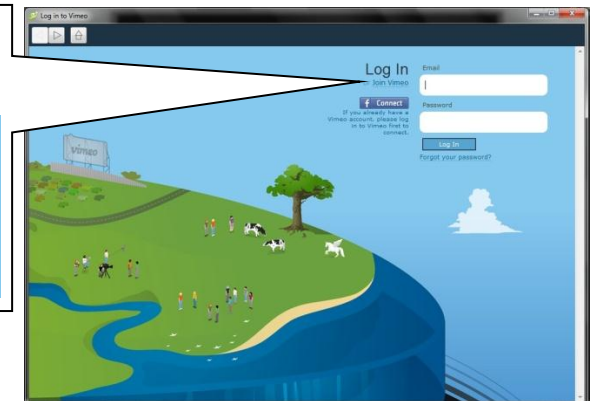 Log in to Vimeo
Log In
or Join Vimeo
Connect
If you already have a
Vimeo account, please log
in to Vimeo first to
connect.
Email
Password
Log In
Forgot your password?
vimeo